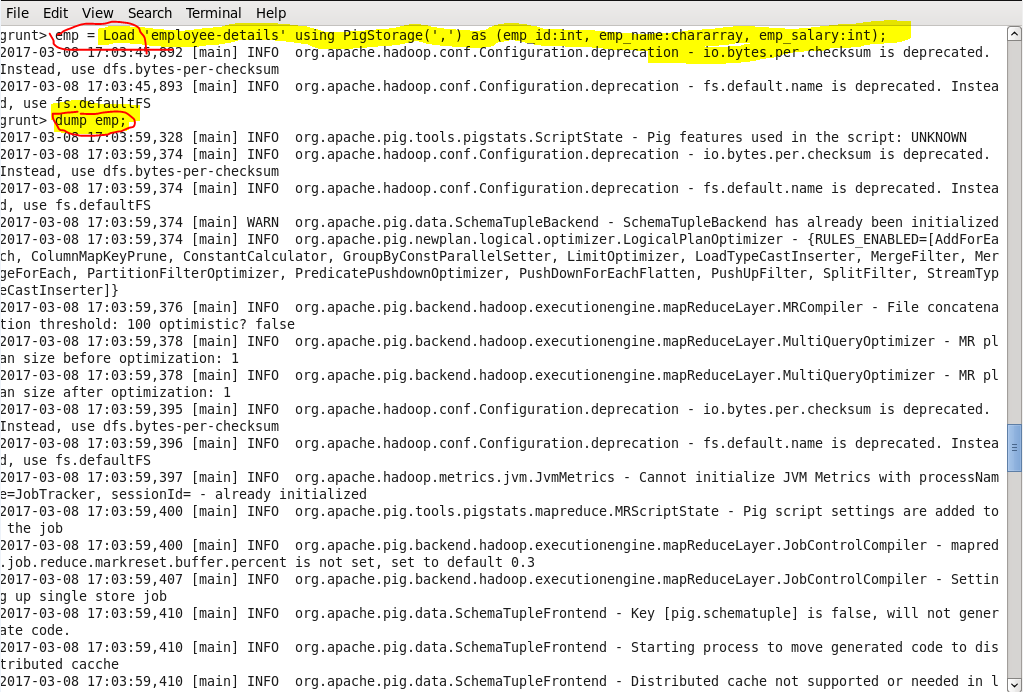 File Edit View Search Terminal Help
grunt> emp = Load 'employee-details' using PigStorage(',') as (emp_id:int, emp_name:chararray, emp_salary:int);
2017-03-08 17:03:45,892 [main] INFO  org.apache.hadoop.conf.Configuration.deprecation - io.bytes.per.checksum is deprecated.
Instead, use dfs.bytes-per-checksum
2017-03-08 17:03:45,893 [main] INFO  org.apache.hadoop.conf.Configuration.deprecation - fs.default.name is deprecated. Instea
d, use fs.defaultFS
grunt> dump emp;
2017-03-08 17:03:59,328 [main] INFO  org.apache.pig.tools.pigstats.ScriptState - Pig features used in the script: UNKNOWN
2017-03-08 17:03:59,374 [main] INFO  org.apache.hadoop.conf.Configuration.deprecation - io.bytes.per.checksum is deprecated.
Instead, use dfs.bytes-per-checksum
2017-03-08 17:03:59,374 [main] INFO  org.apache.hadoop.conf.Configuration.deprecation - fs.default.name is deprecated. Instea
d, use fs.defaultFS
2017-03-08 17:03:59,374 [main] WARN  org.apache.pig.data.SchemaTupleBackend - SchemaTupleBackend has already been initialized
2017-03-08 17:03:59,374 [main] INFO  org.apache.pig.newplan.logical.optimizer.LogicalPlanOptimizer - {RULES_ENABLED=[AddForEa
ch, ColumnMapKeyPrune, ConstantCalculator, GroupByConstParallelSetter, LimitOptimizer, LoadTypeCastInserter, MergeFilter, Mer
geForEach, PartitionFilterOptimizer, PredicatePushdownOptimizer, PushDownForEachFlatten, PushUpFilter, SplitFilter, StreamTyp
eCastInserter]}
2017-03-08 17:03:59,376 [main] INFO  org.apache.pig.backend.hadoop.executionengine.mapReduceLayer.MRCompiler - File concatena
tion threshold: 100 optimistic? false
2017-03-08 17:03:59,378 [main] INFO  org.apache.pig.backend.hadoop.executionengine.mapReduceLayer.MultiQueryOptimizer - MR pl
an size before optimization: 1
2017-03-08 17:03:59,378 [main] INFO  org.apache.pig.backend.hadoop.executionengine.mapReduceLayer.MultiQueryOptimizer - MR pl
an size after optimization: 1
2017-03-08 17:03:59,395 [main] INFO  org.apache.hadoop.conf.Configuration.deprecation - io.bytes.per.checksum is deprecated.
Instead, use dfs.bytes-per-checksum
2017-03-08 17:03:59,396 [main] INFO  org.apache.hadoop.conf.Configuration.deprecation - fs.default.name is deprecated. Instea
d, use fs.defaultFS
2017-03-08 17:03:59,397 [main] INFO  org.apache.hadoop.metrics.jvm.JvmMetrics - Cannot initialize JVM Metrics with processNam
e=JobTracker, sessionId= - already initialized
2017-03-08 17:03:59,400 [main] INFO  org.apache.pig.tools.pigstats.mapreduce.MRScriptState - Pig script settings are added to
the job
2017-03-08 17:03:59,400 [main] INFO  org.apache.pig.backend.hadoop.executionengine.mapReduceLayer.JobControlCompiler - mapred
.job.reduce.markreset.buffer.percent is not set, set to default 0.3
2017-03-08 17:03:59,407 [main] INFO  org.apache.pig.backend.hadoop.executionengine.mapReduceLayer.JobControlCompiler - Settin
g up single store job
2017-03-08 17:03:59,410 [main] INFO  org.apache.pig.data.SchemaTupleFrontend - Key [pig.schematuple] is false, will not gener
ate code.
2017-03-08 17:03:59,410 [main] INFO  org.apache.pig.data.SchemaTupleFrontend - Starting process to move generated code to dis
tributed cacche
2017-03-08 17:03:59,410 [main] INFO  org.apache.pig.data.SchemaTupleFrontend - Distributed cache not supported or needed in l